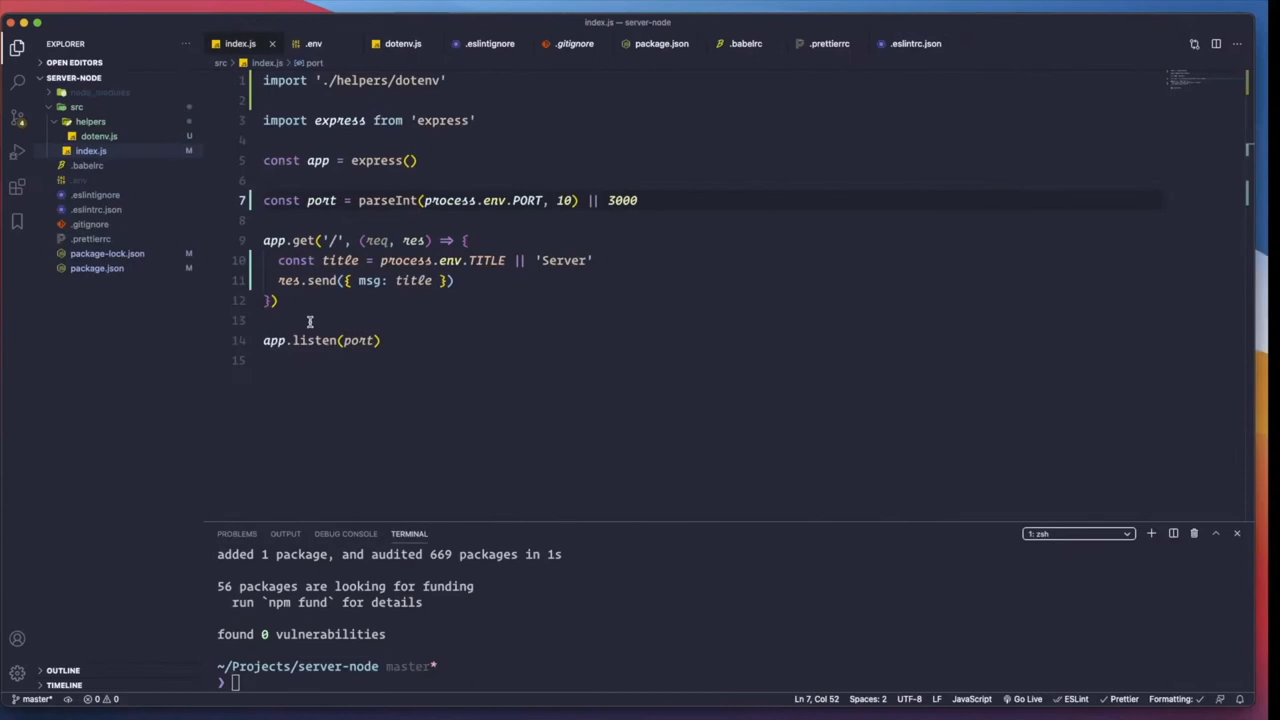 index.js — server-node
EXPLORER
index.js
.env
dotenv.js
.eslintignore
.gitignore
package.json
.babelrc
.prettierrc
.eslintrc.json
OPEN EDITORS
SERVER-NODE
node_modules
src
helpers
dotenv.js U
index.js M
.babelrc
.env
.eslintignore
.eslintrc.json
.gitignore
.prettierrc
package-lock.json
package.json
OUTLINE
TIMELINE
src › index.js › port
1 import './helpers/dotenv'
2
3 import express from 'express'
4
5 const app = express()
6
7 const port = parseInt(process.env.PORT, 10) || 3000
8
9 app.get('/', (req, res) => {
10 const title = process.env.TITLE || 'Server'
11 res.send({ msg: title })
12 })
13
14 app.listen(port)
15
PROBLEMS OUTPUT DEBUG CONSOLE TERMINAL
1: zsh
added 1 package, and audited 669 packages in 1s
56 packages are looking for funding
run `npm fund` for details
found 0 vulnerabilities
~/Projects/server-node master*
❯
4
master* 0 0 Ln 7, Col 52 Spaces: 2 UTF-8 LF JavaScript Go Live ESLint Prettier Formatting: ✓